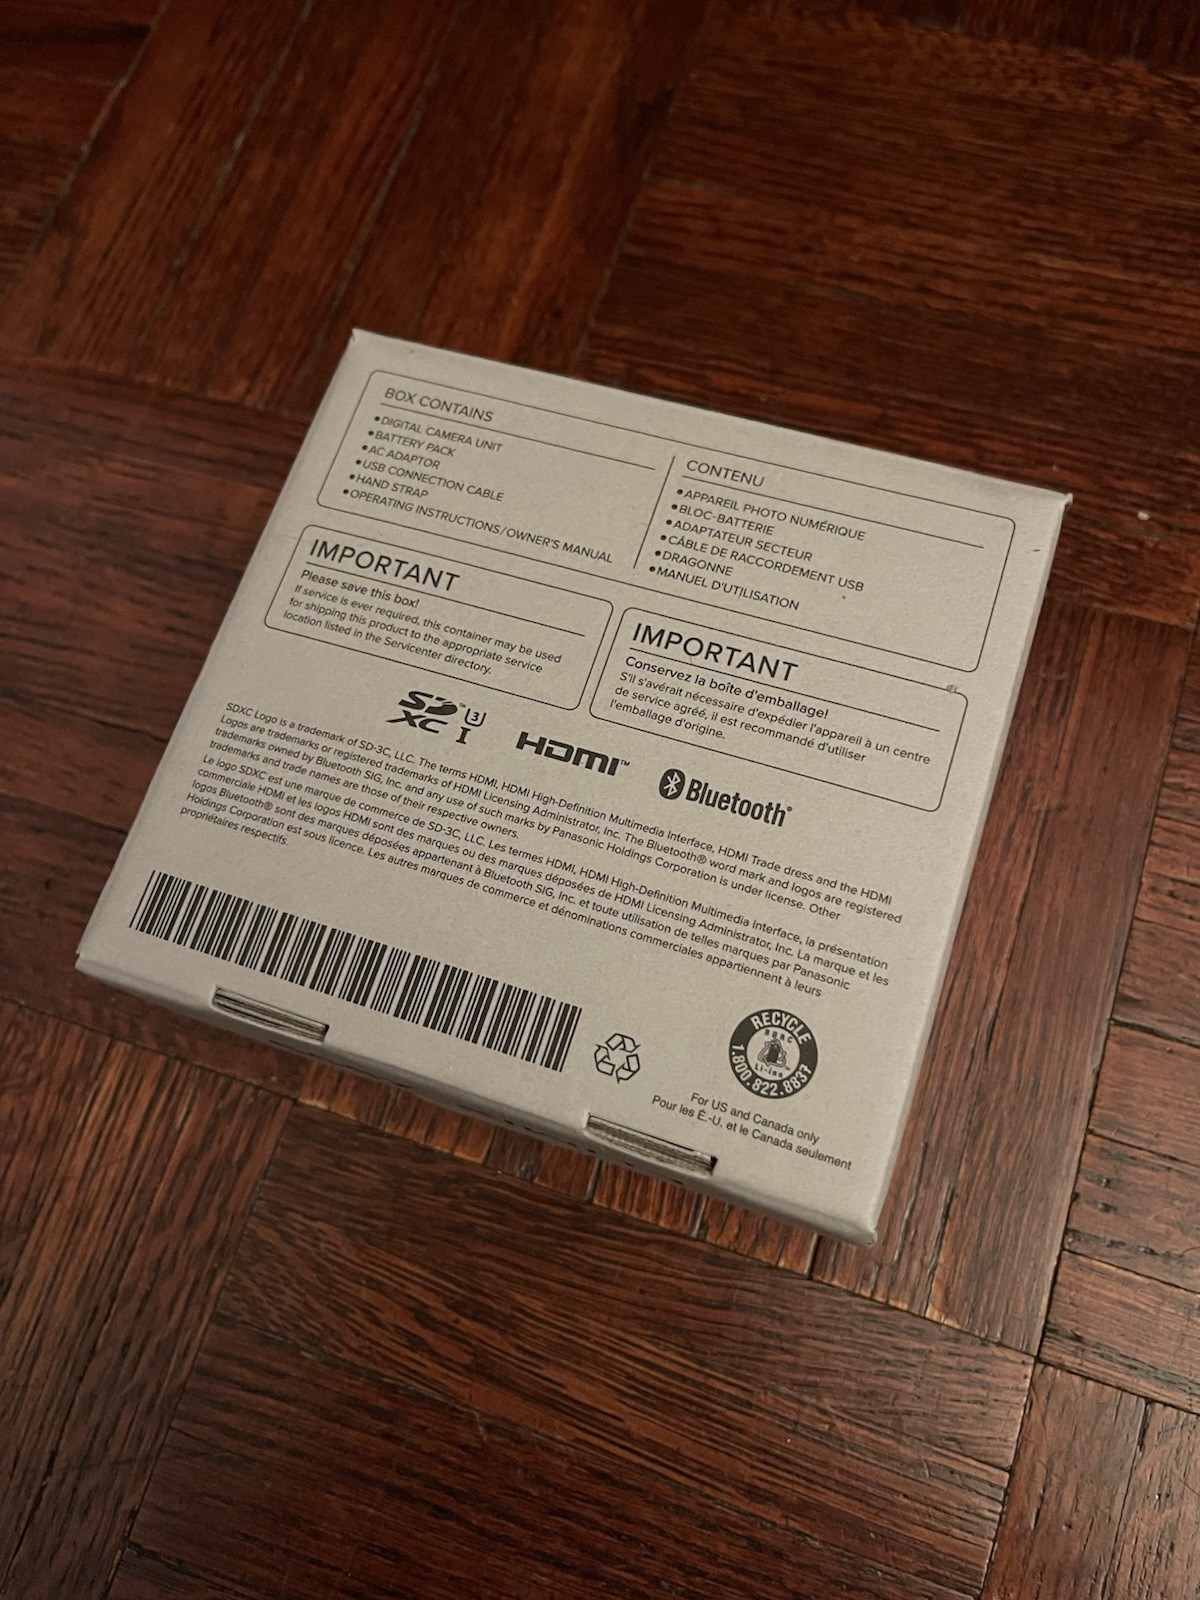 BOX CONTAINS
•DIGITAL CAMERA UNIT
•BATTERY PACK
•AC ADAPTOR
•USB CONNECTION CABLE
•HAND STRAP
•OPERATING INSTRUCTIONS/OWNER'S MANUAL
CONTENU
•APPAREIL PHOTO NUMÉRIQUE
•BLOC-BATTERIE
•ADAPTATEUR SECTEUR
•CÂBLE DE RACCORDEMENT USB
•DRAGONNE
•MANUEL D'UTILISATION
IMPORTANT
Please save this box!
If service is ever required, this container may be used
for shipping this product to the appropriate service
location listed in the Servicenter directory.
IMPORTANT
Conservez la boîte d'emballage!
S'il s'avérait nécessaire d'expédier l'appareil à un centre
de service agréé, il est recommandé d'utiliser
l'emballage d'origine.
SD XC I U3
HDMI™
Bluetooth®
SDXC Logo is a trademark of SD-3C, LLC. The terms HDMI, HDMI High-Definition Multimedia Interface, HDMI Trade dress and the HDMI
Logos are trademarks or registered trademarks of HDMI Licensing Administrator, Inc. The Bluetooth® word mark and logos are registered
trademarks owned by Bluetooth SIG, Inc. and any use of such marks by Panasonic Holdings Corporation is under license. Other
trademarks and trade names are those of their respective owners.
Le logo SDXC est une marque de commerce de SD-3C, LLC. Les termes HDMI, HDMI High-Definition Multimedia Interface, la présentation
commerciale HDMI et les logos HDMI sont des marques ou des marques déposées de HDMI Licensing Administrator, Inc. La marque et les
logos Bluetooth® sont des marques déposées appartenant à Bluetooth SIG, Inc. et toute utilisation de telles marques par Panasonic
Holdings Corporation est sous licence. Les autres marques de commerce et dénominations commerciales appartiennent à leurs
propriétaires respectifs.
RECYCLE
RBRC
Li-ion
1.800.822.8837
For US and Canada only
Pour les É.-U. et le Canada seulement